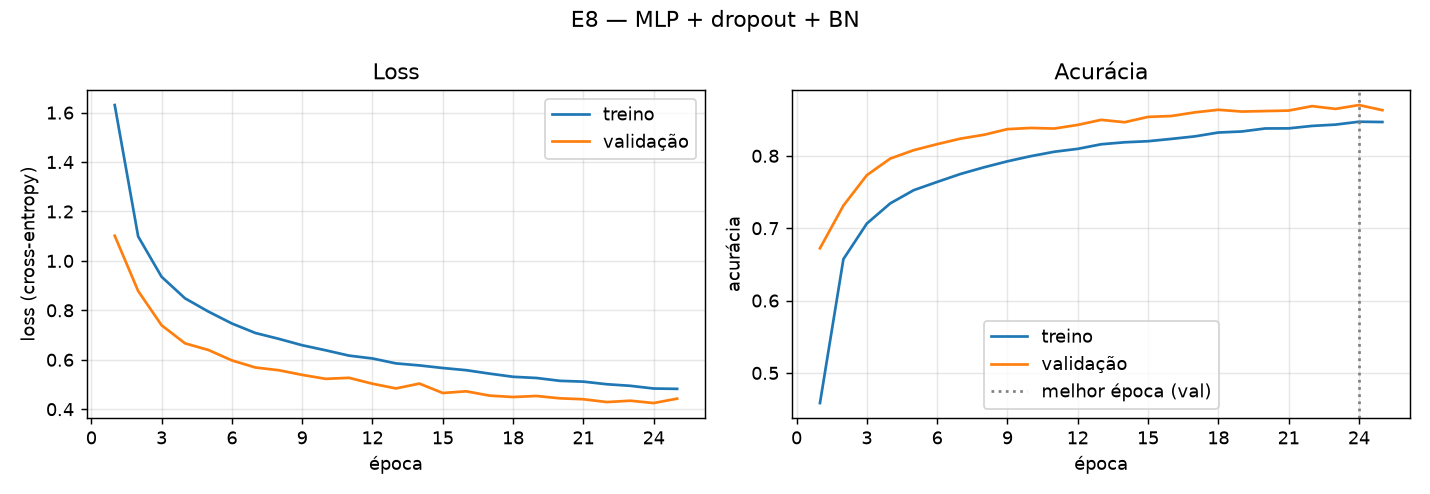 E8 — MLP + dropout + BN
Loss
loss (cross-entropy)
1.6
1.4
1.2
1.0
0.8
0.6
0.4
treino
validação
0 3 6 9 12 15 18 21 24
época
Acurácia
acurácia
0.8
0.7
0.6
0.5
treino
validação
melhor época (val)
0 3 6 9 12 15 18 21 24
época